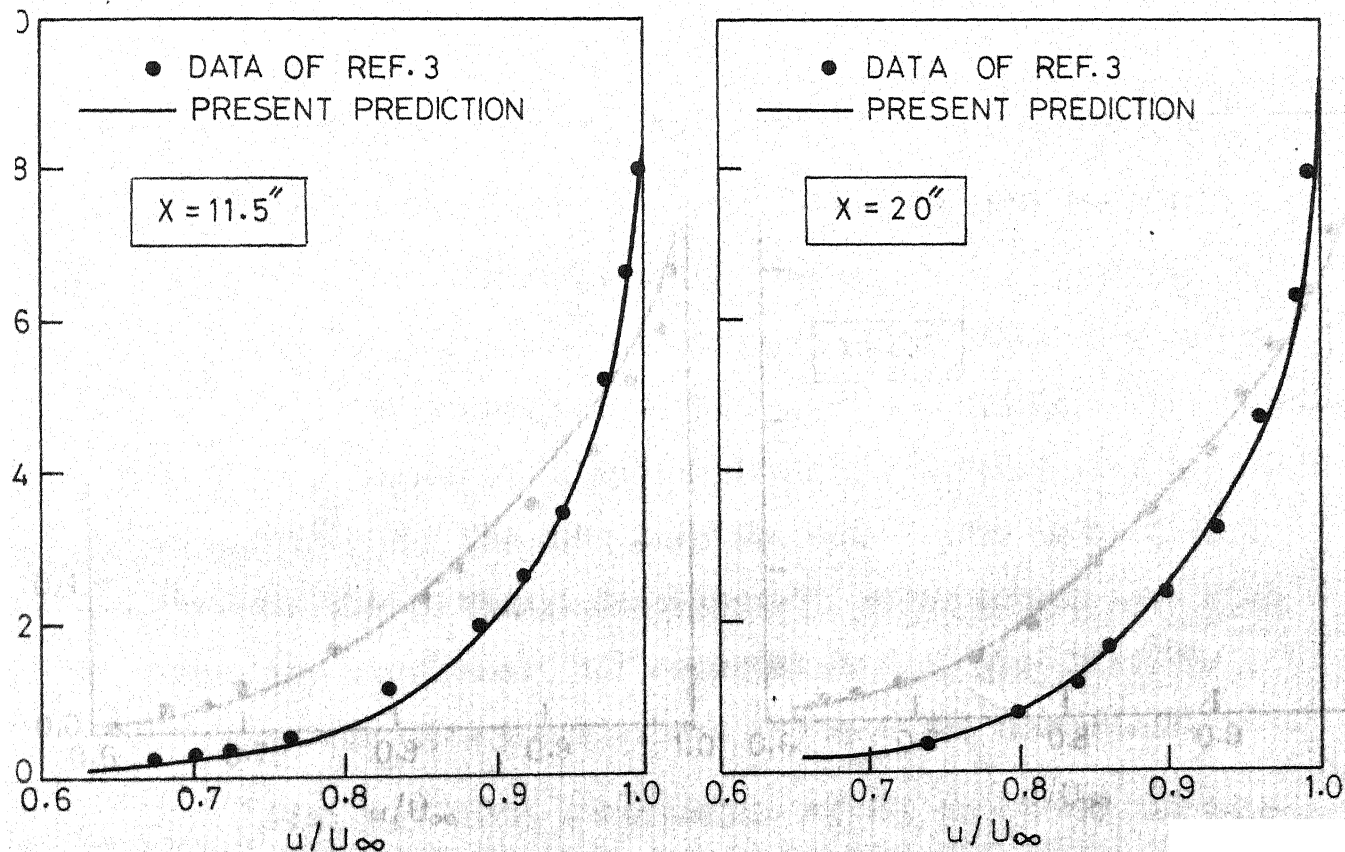 DATA OF REF. 3
PRESENT PREDICTION
X = 11.5″
8
6
4
2
0
0.6 0.7 0.8 0.9 1.0
u/U∞
DATA OF REF. 3
PRESENT PREDICTION
X = 20″
0.6 0.7 0.8 0.9 1.0
u/U∞